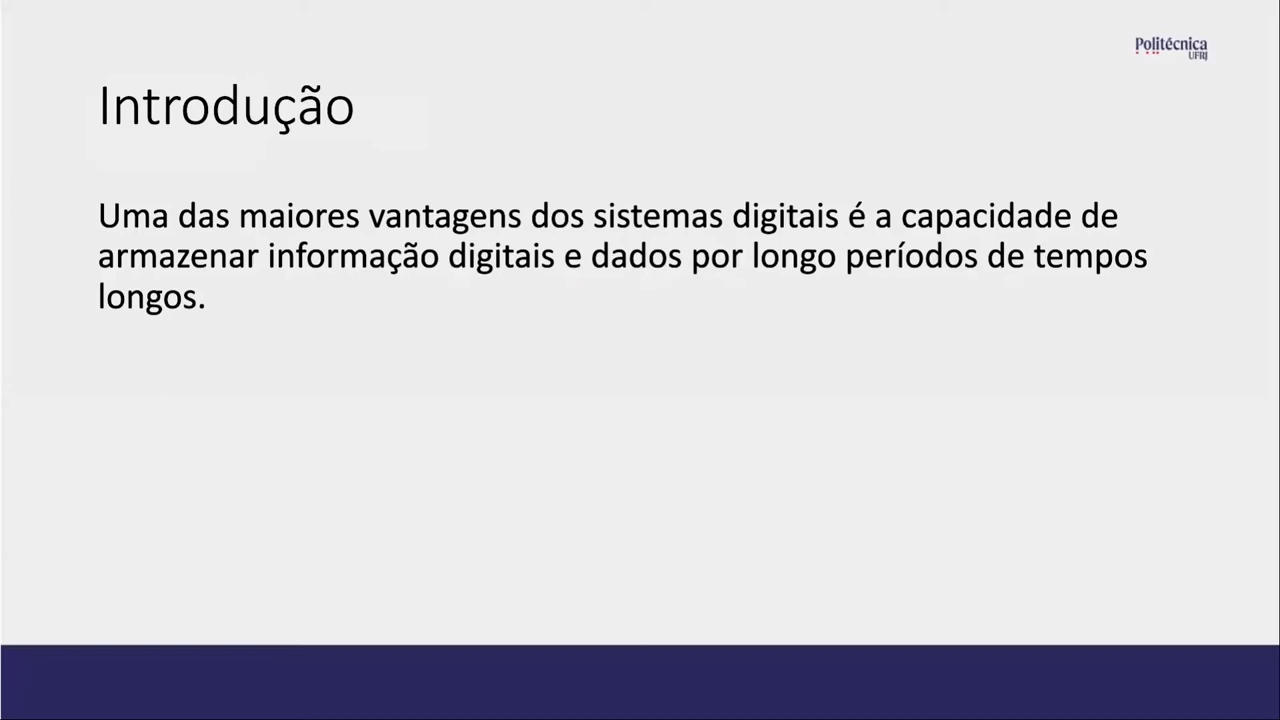 Politécnica
UFRJ
Introdução
Uma das maiores vantagens dos sistemas digitais é a capacidade de
armazenar informação digitais e dados por longo períodos de tempos
longos.